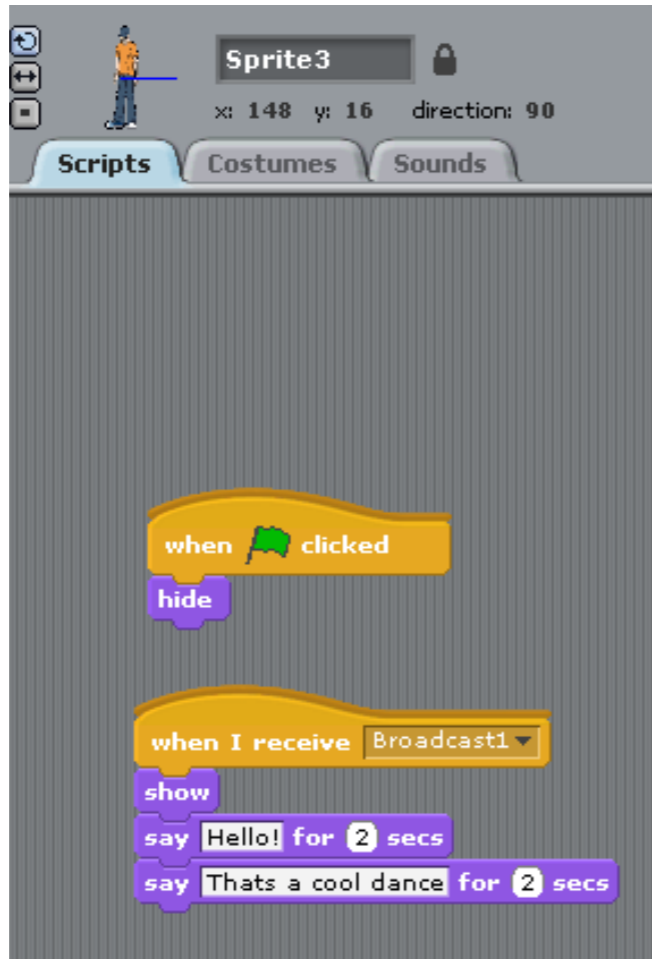 Sprite3
x: 148 y: 16 direction: 90
Scripts Costumes Sounds
when clicked
hide
when I receive Broadcast1
show
say Hello! for 2 secs
say Thats a cool dance for 2 secs